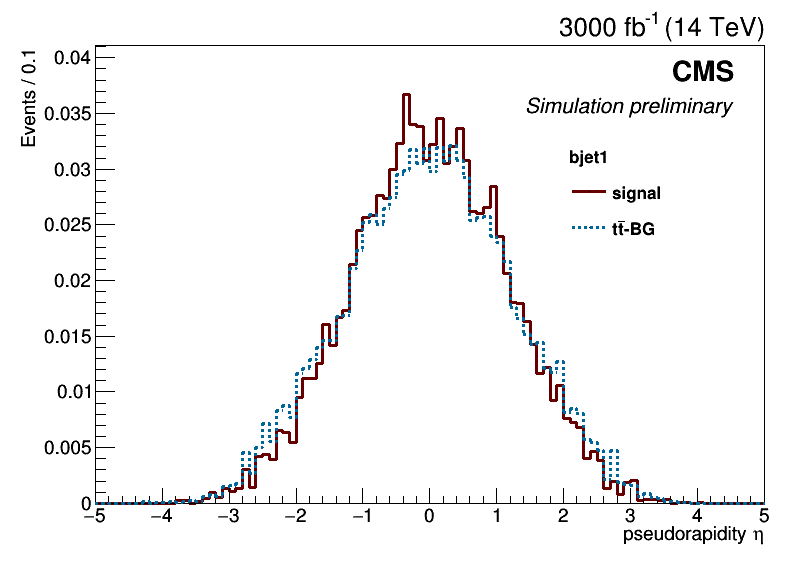 3000 fb⁻¹ (14 TeV)
CMS
Simulation preliminary
bjet1
signal
tt̄-BG
Events / 0.1
0.04
0.035
0.03
0.025
0.02
0.015
0.01
0.005
0
−5 −4 −3 −2 −1 0 1 2 3 4 5
pseudorapidity η